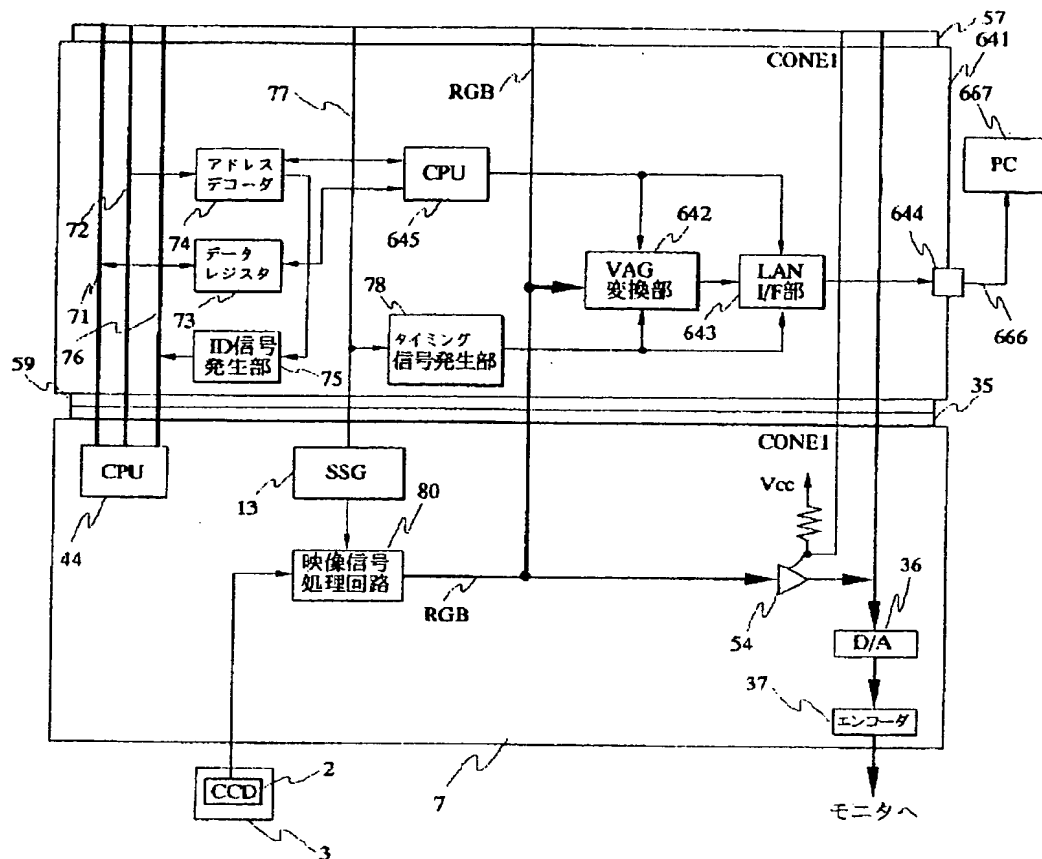 57
CONE1
641
77
RGB
667
PC
アドレス
デコーダ
CPU
72
74
645
642
644
データ
レジスタ
VAG
変換部
LAN
I/F部
71
73
78
643
666
76
タイミング
信号発生部
ID信号
発生部
75
59
35
CONE1
CPU
SSG
Vcc
13
80
44
映像信号
処理回路
RGB
36
54
D/A
37
エンコーダ
2
CCD
7
モニタへ
3